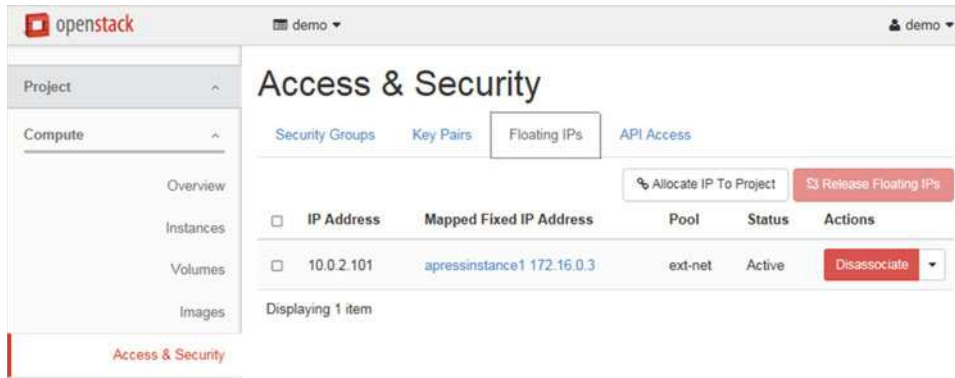 openstack
demo
demo
Project
Compute
Overview
Instances
Volumes
Images
Access & Security
Access & Security
Security Groups Key Pairs Floating IPs API Access
Allocate IP To Project Release Floating IPs
IP Address Mapped Fixed IP Address Pool Status Actions
10.0.2.101 apressinstance1 172.16.0.3 ext-net Active Disassociate
Displaying 1 item